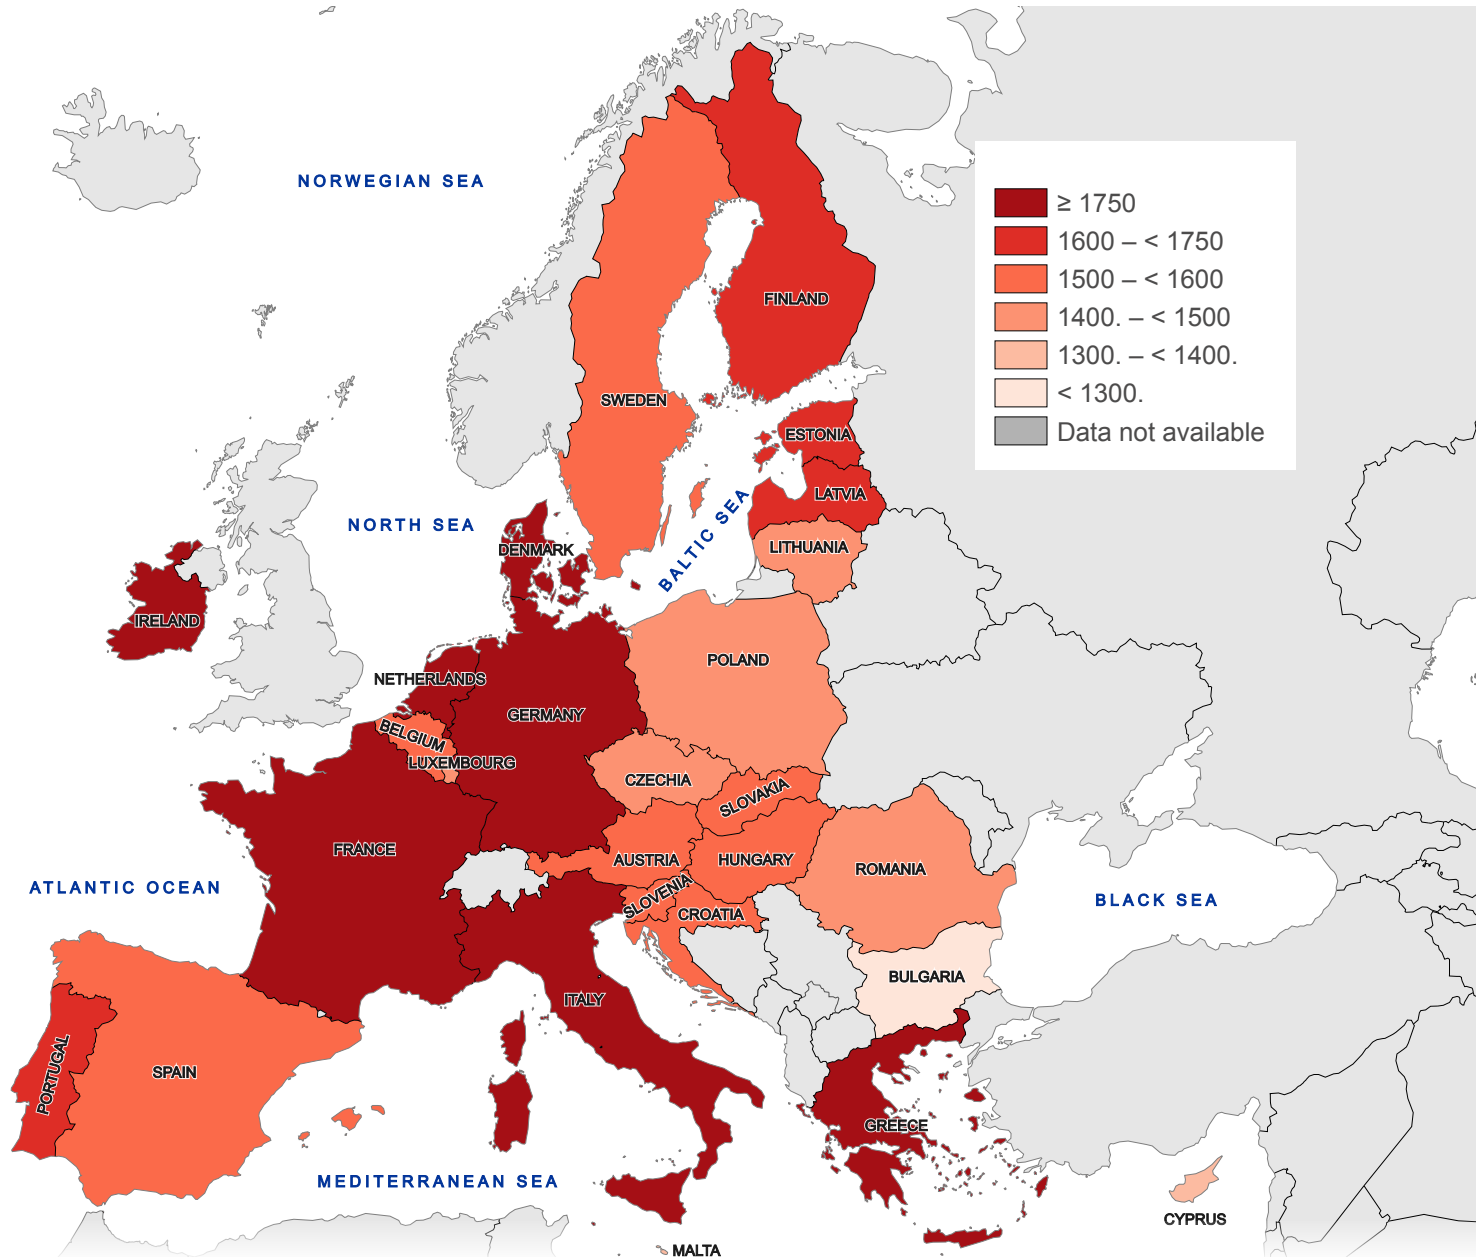 NORWEGIAN SEA
≥ 1750
1600 – < 1750
1500 – < 1600
1400. – < 1500
1300. – < 1400.
< 1300.
Data not available
FINLAND
SWEDEN
ESTONIA
LATVIA
NORTH SEA
BALTIC SEA
LITHUANIA
DENMARK
IRELAND
POLAND
NETHERLANDS
GERMANY
BELGIUM
LUXEMBOURG
CZECHIA
SLOVAKIA
FRANCE
AUSTRIA
HUNGARY
ROMANIA
ATLANTIC OCEAN
SLOVENIA
CROATIA
BLACK SEA
BULGARIA
ITALY
PORTUGAL
SPAIN
GREECE
MEDITERRANEAN SEA
CYPRUS
MALTA